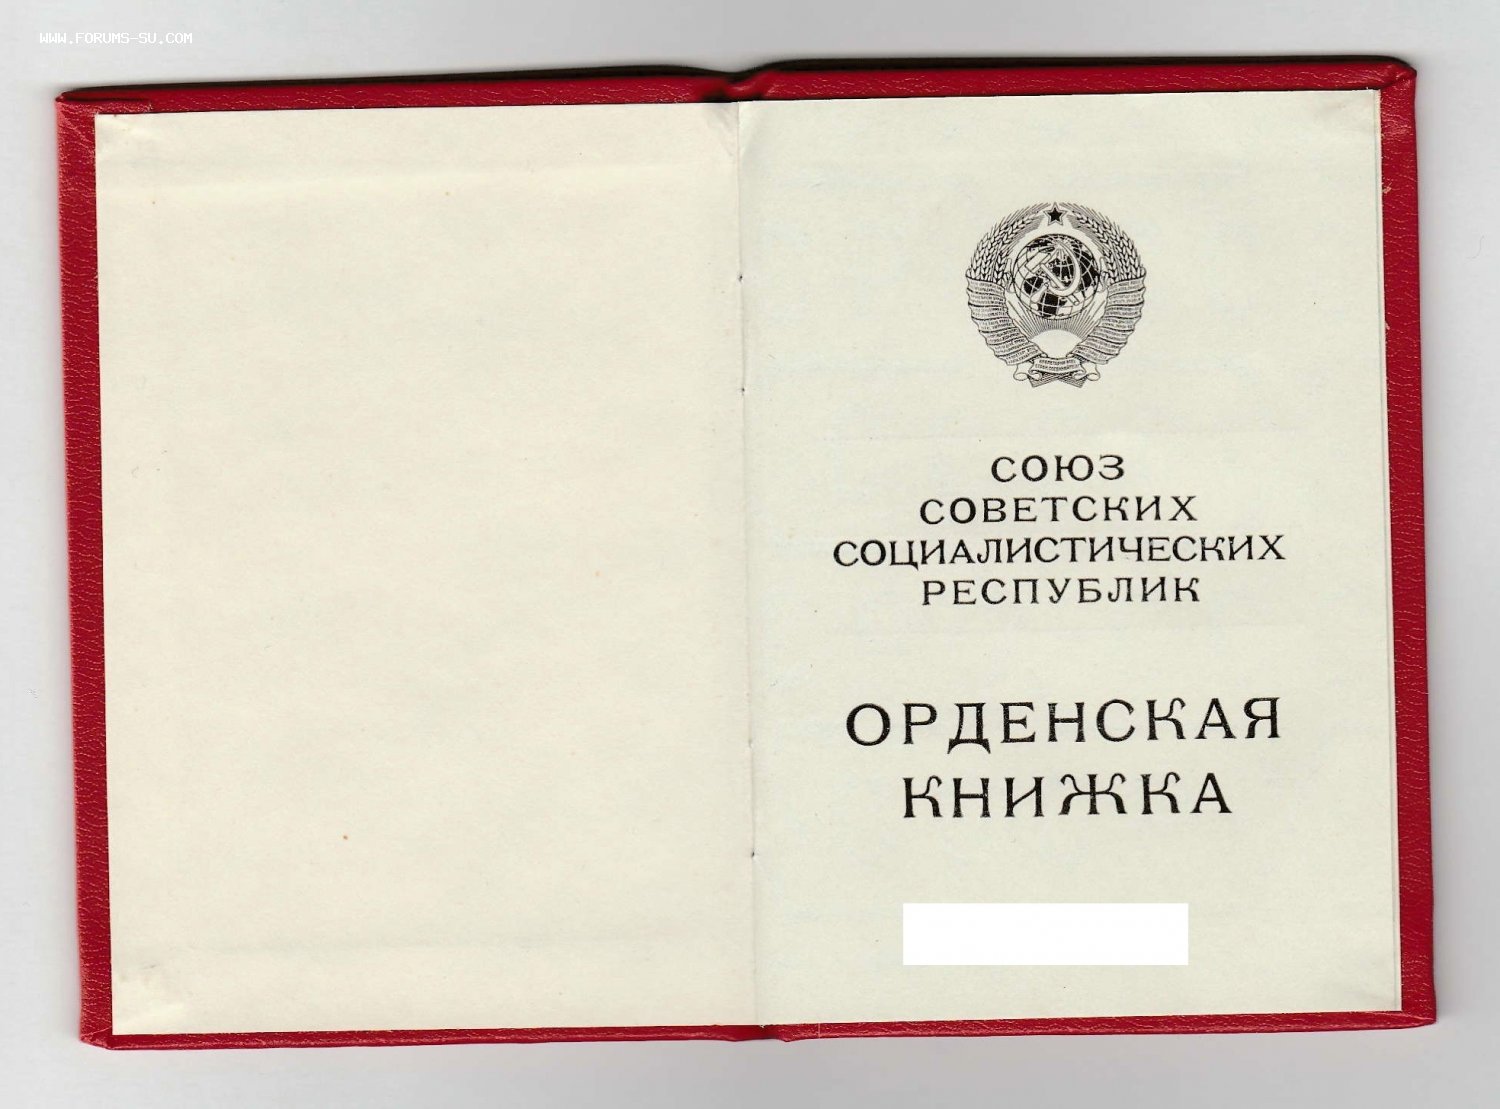 WWW.FORUMS-SU.COM
СОЮЗ
СОВЕТСКИХ
СОЦИАЛИСТИЧЕСКИХ
РЕСПУБЛИК
ОРДЕНСКАЯ
КНИЖКА